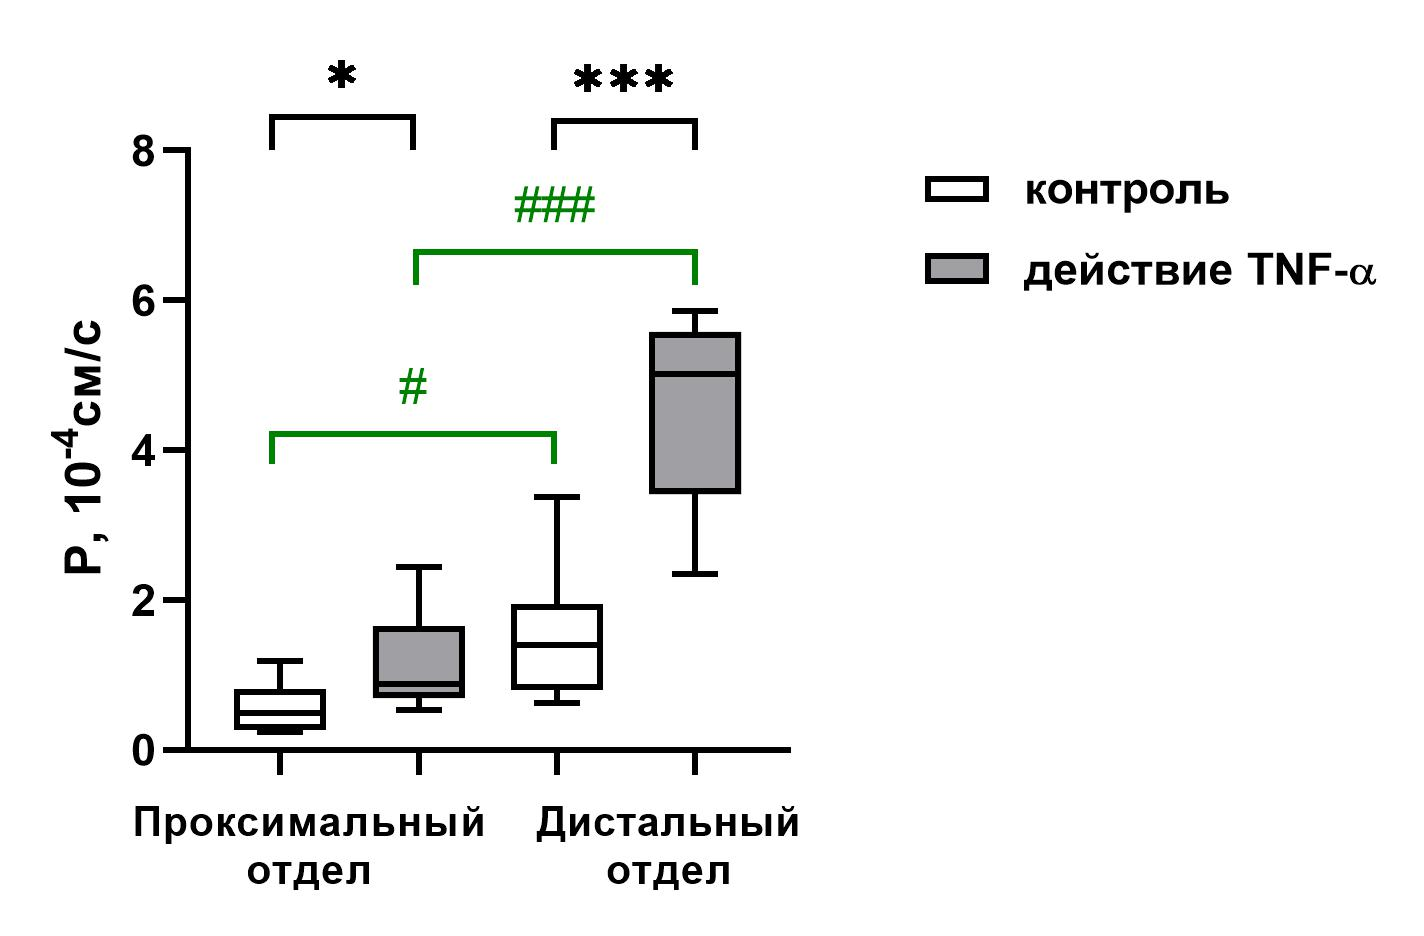 *
***
8
###
6
#
4
2
0
P, 10⁻⁴см/с
Проксимальный
отдел
Дистальный
отдел
контроль
действие TNF-α